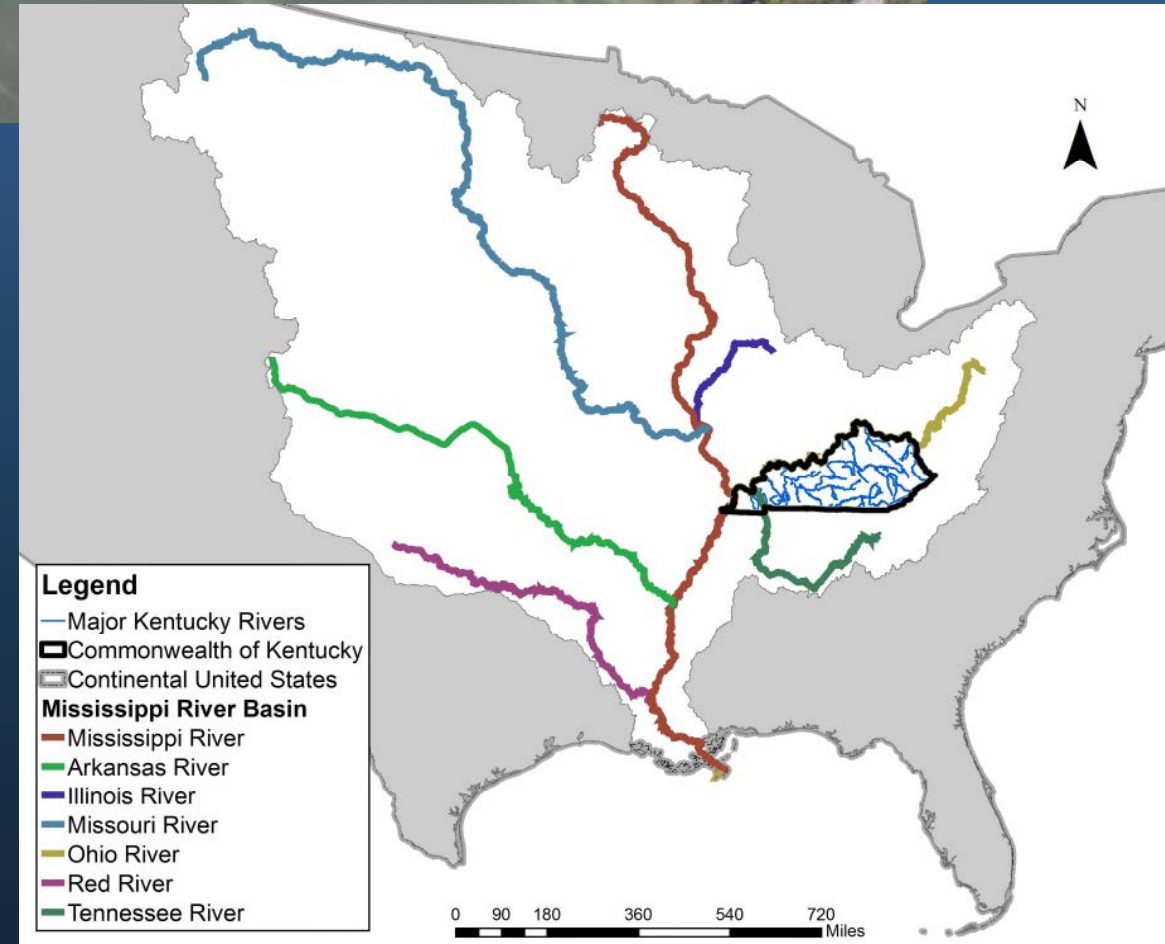 N
Legend
Major Kentucky Rivers
Commonwealth of Kentucky
Continental United States
Mississippi River Basin
Mississippi River
Arkansas River
Illinois River
Missouri River
Ohio River
Red River
Tennessee River
0 90 180 360 540 720
Miles